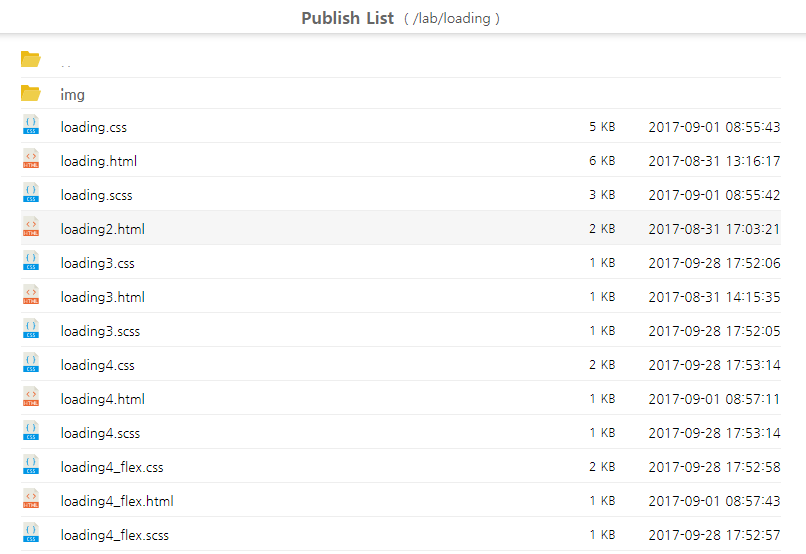 Publish List ( /lab/loading )
..
img
loading.css 5 KB 2017-09-01 08:55:43
loading.html 6 KB 2017-08-31 13:16:17
loading.scss 3 KB 2017-09-01 08:55:42
loading2.html 2 KB 2017-08-31 17:03:21
loading3.css 1 KB 2017-09-28 17:52:06
loading3.html 1 KB 2017-08-31 14:15:35
loading3.scss 1 KB 2017-09-28 17:52:05
loading4.css 2 KB 2017-09-28 17:53:14
loading4.html 1 KB 2017-09-01 08:57:11
loading4.scss 1 KB 2017-09-28 17:53:14
loading4_flex.css 2 KB 2017-09-28 17:52:58
loading4_flex.html 1 KB 2017-09-01 08:57:43
loading4_flex.scss 1 KB 2017-09-28 17:52:57